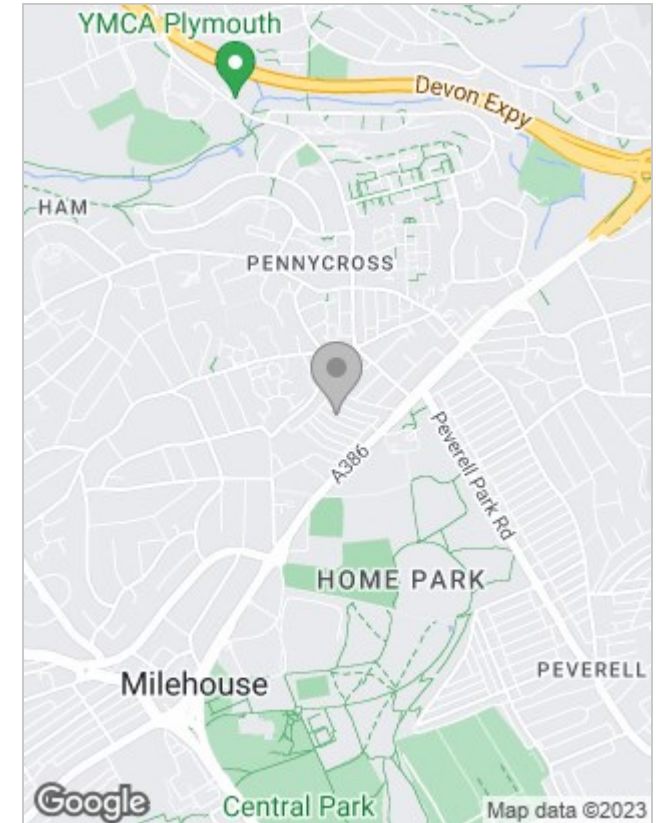 YMCA Plymouth
Devon Expy
HAM
PENNYCROSS
A386
Peverell Park Rd
HOME PARK
PEVERELL
Milehouse
Google
Central Park
Map data ©2023